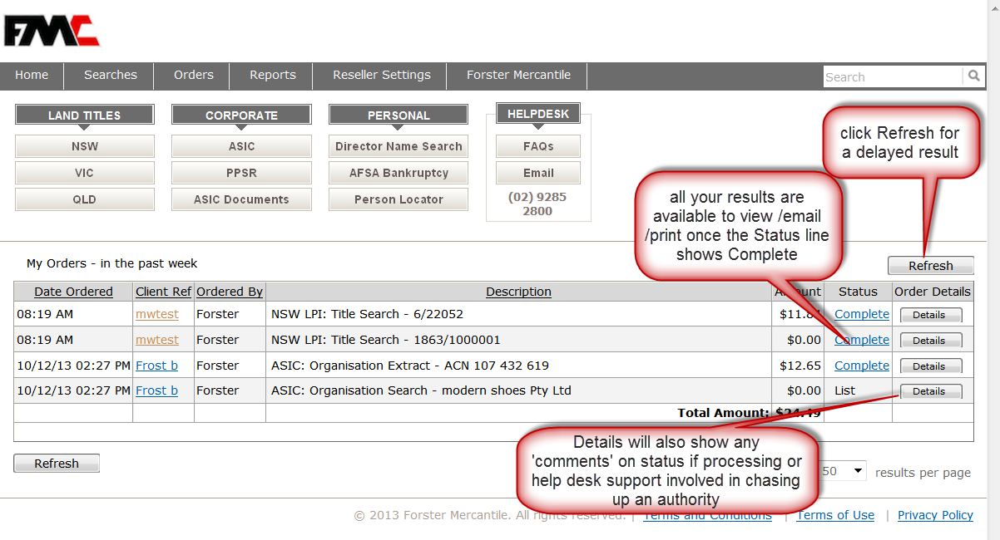 FMC
Home Searches Orders Reports Reseller Settings Forster Mercantile Search
LAND TITLES CORPORATE PERSONAL HELPDESK
NSW ASIC Director Name Search FAQs
VIC PPSR AFSA Bankruptcy Email
QLD ASIC Documents Person Locator (02) 9285
2800
click Refresh for
a delayed result
all your results are
available to view /email
/print once the Status line
shows Complete
My Orders - in the past week
Refresh
Date Ordered Client Ref Ordered By Description Status Order Details
08:19 AM mwtest Forster NSW LPI: Title Search - 6/22052 Complete Details
08:19 AM mwtest Forster NSW LPI: Title Search - 1863/1000001 $0.00 Complete Details
10/12/13 02:27 PM Frost b Forster ASIC: Organisation Extract - ACN 107 432 619 $12.65 Complete Details
10/12/13 02:27 PM Frost b Forster ASIC: Organisation Search - modern shoes Pty Ltd $0.00 List Details
Total Amount: $24.49
Details will also show any
'comments' on status if processing or
help desk support involved in chasing
up an authority
Refresh
50 results per page
© 2013 Forster Mercantile. All rights reserved. | Terms and Conditions | Terms of Use | Privacy Policy